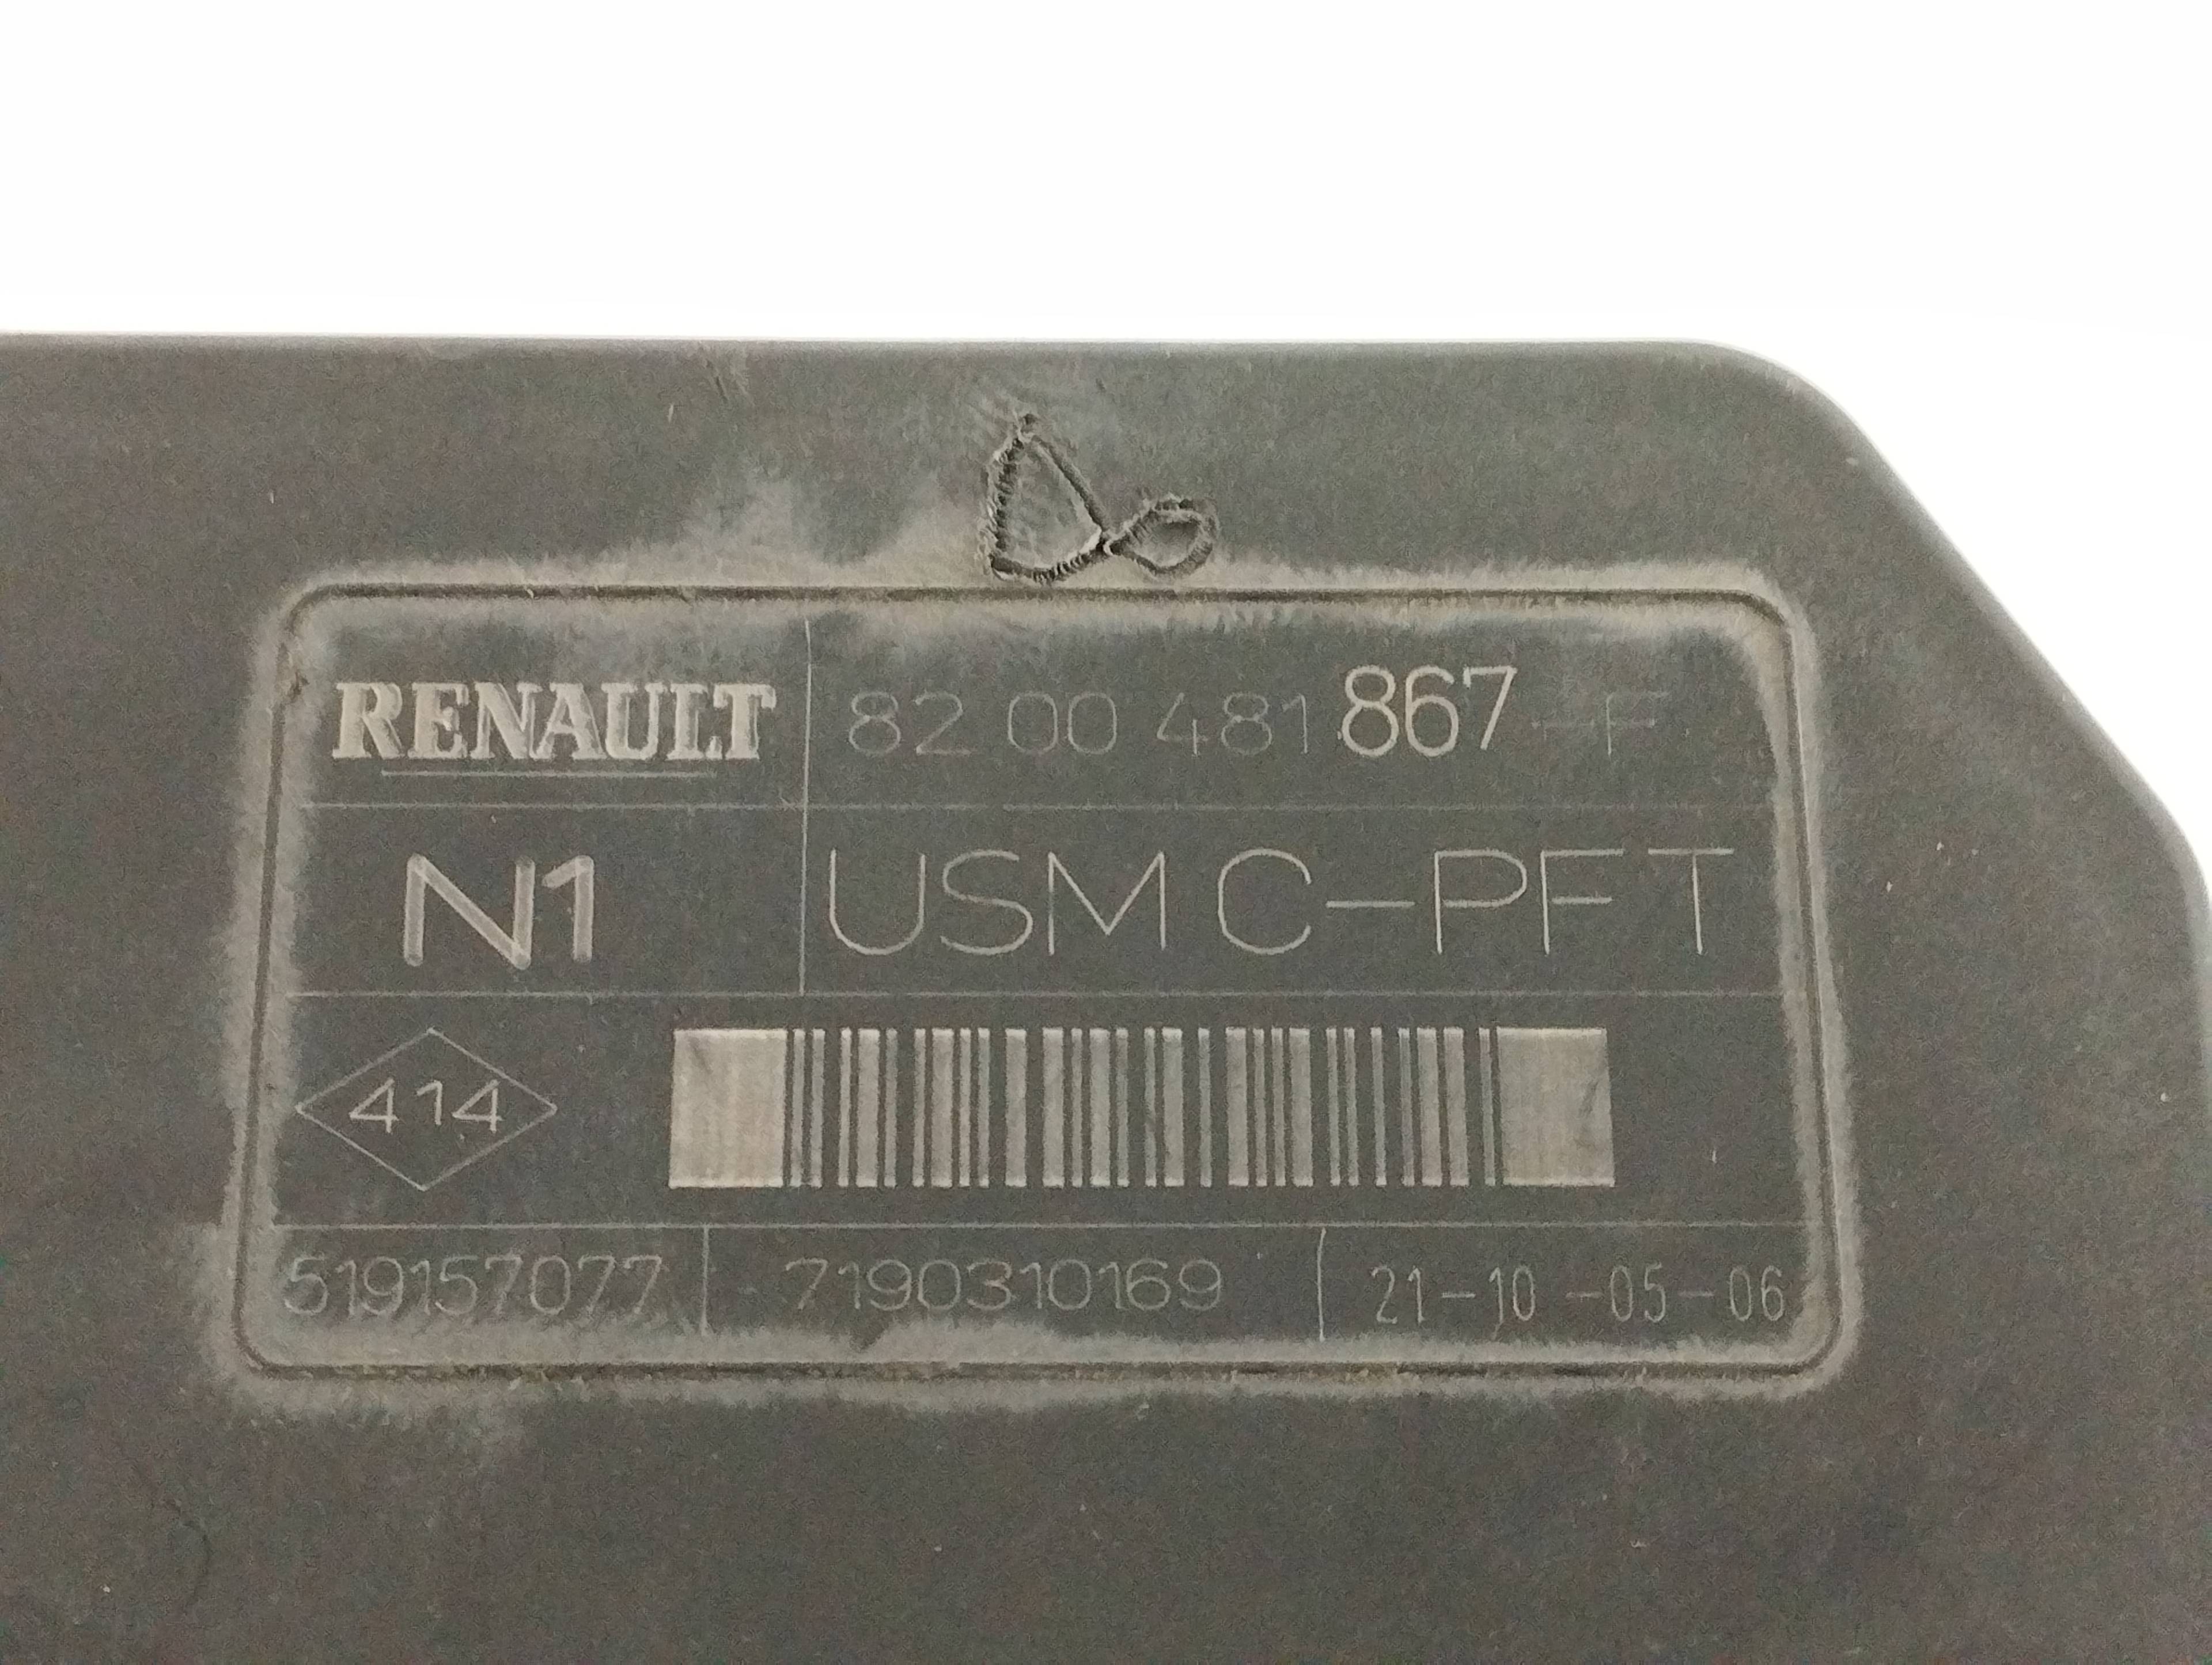 RENAULT 82 00 481 867 -F
N1 USM C-PFT
414
519157077 7190310169 21-10-05-06